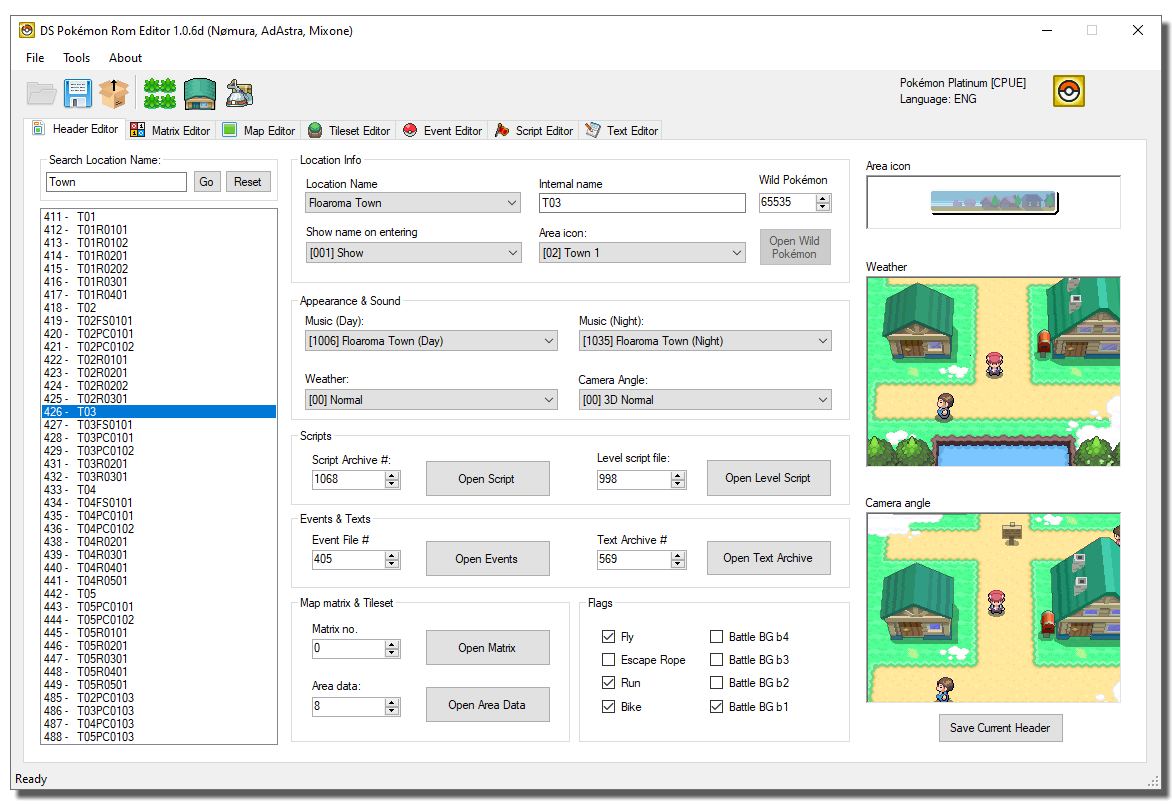 DS Pokémon Rom Editor 1.0.6d (Nømura, AdAstra, Mixone)
File Tools About
Pokémon Platinum [CPUE]
Language: ENG
Header Editor Matrix Editor Map Editor Tileset Editor Event Editor Script Editor Text Editor
Search Location Name:
Town Go Reset
411 - T01
412 - T01R0101
413 - T01R0102
414 - T01R0201
415 - T01R0202
416 - T01R0301
417 - T01R0401
418 - T02
419 - T02FS0101
420 - T02PC0101
421 - T02PC0102
422 - T02R0101
423 - T02R0201
424 - T02R0202
425 - T02R0301
426 - T03
427 - T03FS0101
428 - T03PC0101
429 - T03PC0102
431 - T03R0201
432 - T03R0301
433 - T04
434 - T04FS0101
435 - T04PC0101
436 - T04PC0102
438 - T04R0201
439 - T04R0301
440 - T04R0401
441 - T04R0501
442 - T05
443 - T05PC0101
444 - T05PC0102
445 - T05R0101
446 - T05R0201
447 - T05R0301
448 - T05R0401
449 - T05R0501
485 - T02PC0103
486 - T03PC0103
487 - T04PC0103
488 - T05PC0103
Location Info
Location Name Internal name Wild Pokémon
Floaroma Town T03 65535
Show name on entering Area icon:
[001] Show [02] Town 1 Open Wild
Pokémon
Appearance & Sound
Music (Day): Music (Night):
[1006] Floaroma Town (Day) [1035] Floaroma Town (Night)
Weather: Camera Angle:
[00] Normal [00] 3D Normal
Scripts
Script Archive #: Level script file:
1068 Open Script 998 Open Level Script
Events & Texts
Event File # Text Archive #
405 Open Events 569 Open Text Archive
Map matrix & Tileset
Matrix no.
0 Open Matrix
Area data:
8 Open Area Data
Flags
Fly Battle BG b4
Escape Rope Battle BG b3
Run Battle BG b2
Bike Battle BG b1
Area icon
Weather
Camera angle
Save Current Header
Ready